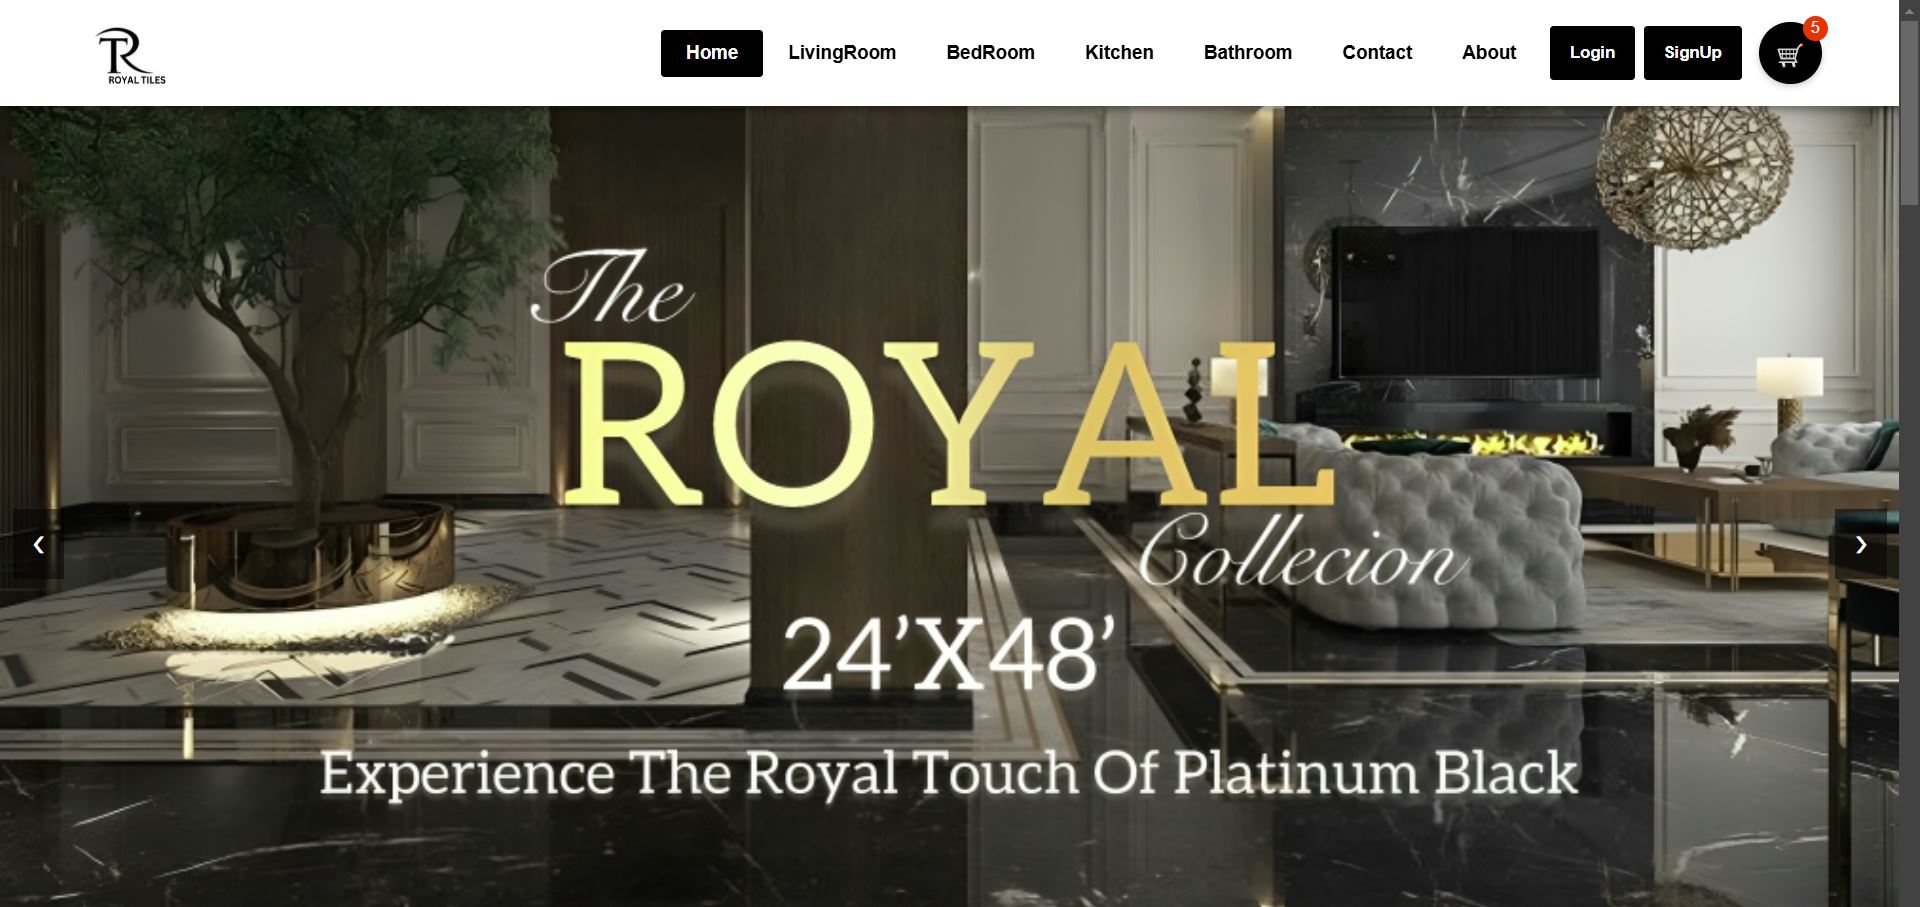 TR
ROYAL TILES
Home LivingRoom BedRoom Kitchen Bathroom Contact About Login SignUp 5
The
ROYAL
Collecion
24’X48’
Experience The Royal Touch Of Platinum Black